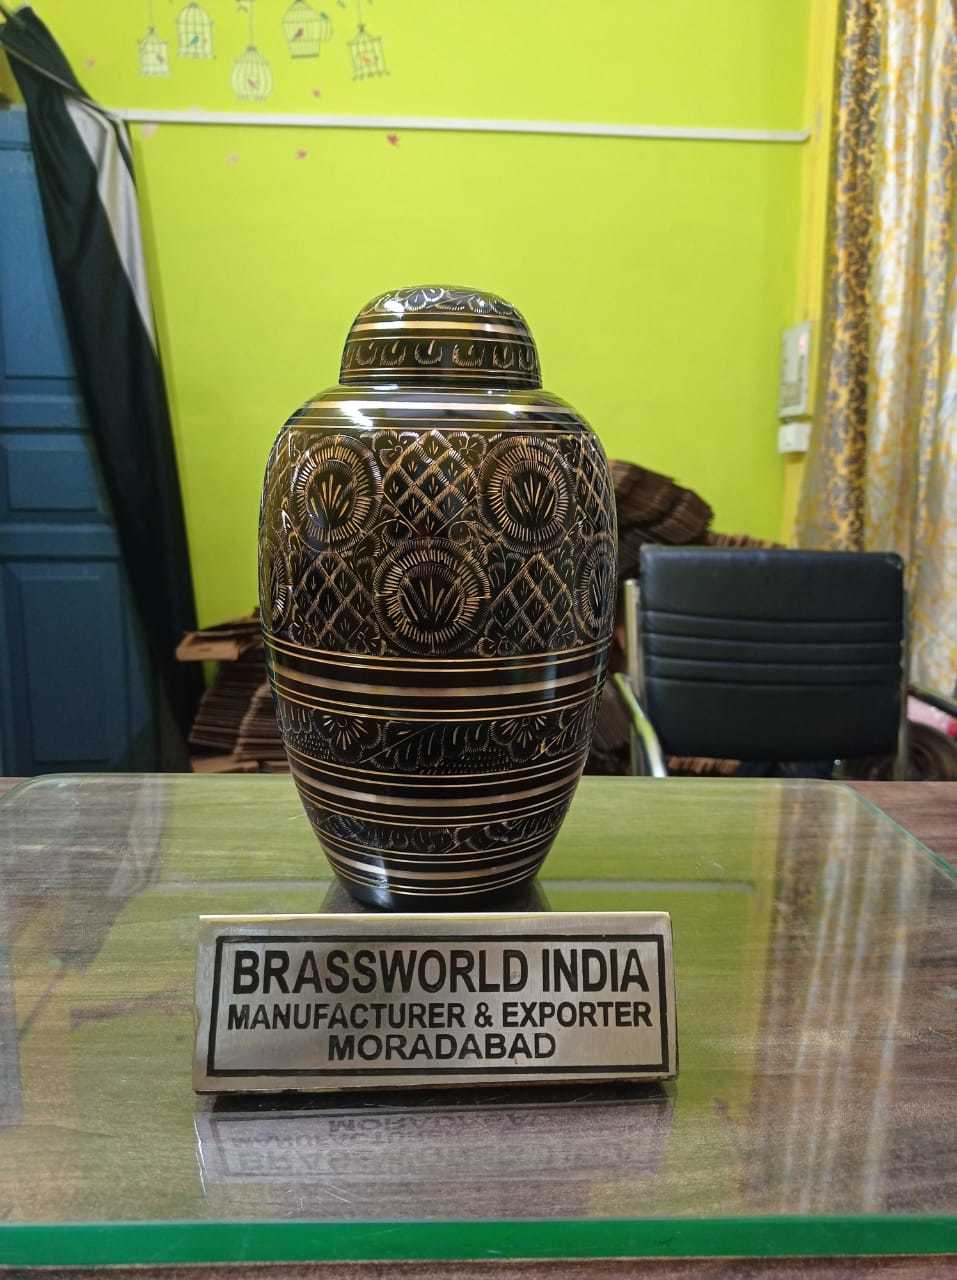 BRASSWORLD INDIA
MANUFACTURER & EXPORTER
MORADABAD